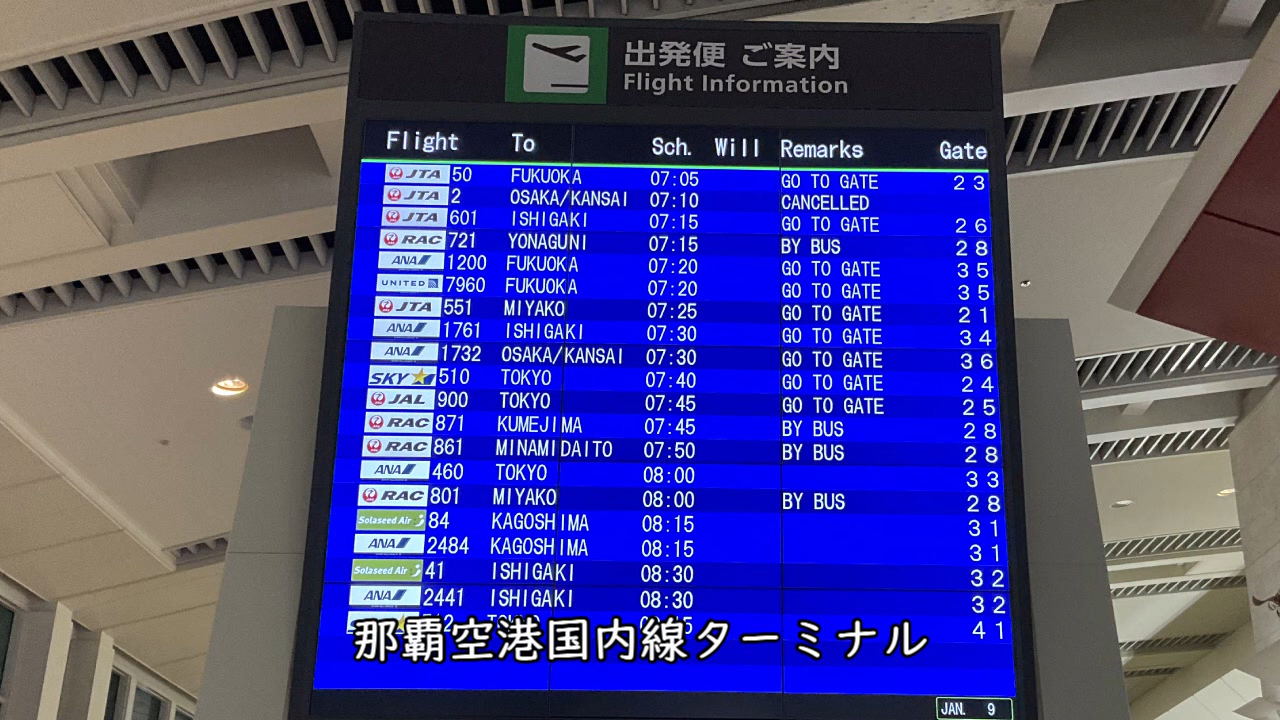 出発便 ご案内
Flight Information
Flight To Sch. Will Remarks Gate
JTA 50 FUKUOKA 07:05 GO TO GATE 23
JTA 2 OSAKA/KANSAI 07:10 CANCELLED
JTA 601 ISHIGAKI 07:15 GO TO GATE 26
RAC 721 YONAGUNI 07:15 BY BUS 28
ANA 1200 FUKUOKA 07:20 GO TO GATE 35
UNITED 7960 FUKUOKA 07:20 GO TO GATE 35
JTA 551 MIYAKO 07:25 GO TO GATE 21
ANA 1761 ISHIGAKI 07:30 GO TO GATE 34
ANA 1732 OSAKA/KANSAI 07:30 GO TO GATE 36
SKY 510 TOKYO 07:40 GO TO GATE 24
JAL 900 TOKYO 07:45 GO TO GATE 25
RAC 871 KUMEJIMA 07:45 BY BUS 28
RAC 861 MINAMIDAITO 07:50 BY BUS 28
ANA 460 TOKYO 08:00 33
RAC 801 MIYAKO 08:00 BY BUS 28
Solaseed Air 84 KAGOSHIMA 08:15 31
ANA 2484 KAGOSHIMA 08:15 31
Solaseed Air 41 ISHIGAKI 08:30 32
ANA 2441 ISHIGAKI 08:30 32
41
那覇空港国内線ターミナル
JAN. 9